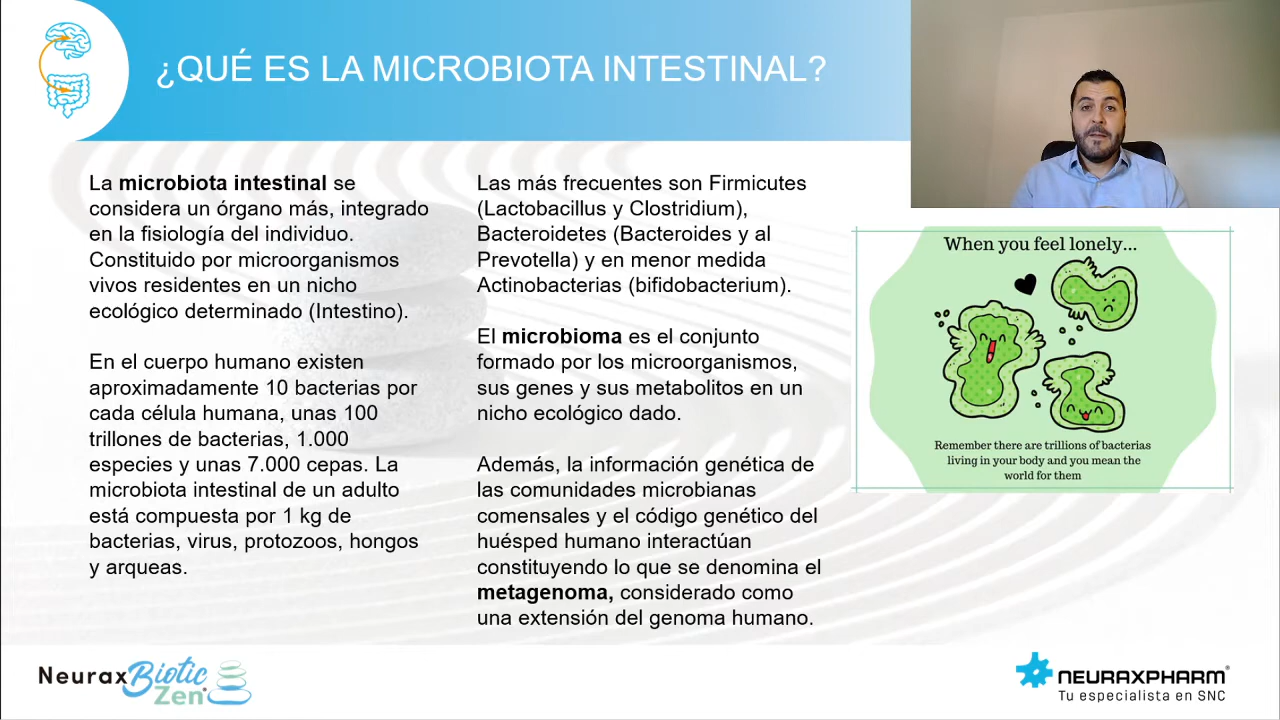 ¿QUÉ ES LA MICROBIOTA INTESTINAL?
La microbiota intestinal se
considera un órgano más, integrado
en la fisiología del individuo.
Constituido por microorganismos
vivos residentes en un nicho
ecológico determinado (Intestino).
En el cuerpo humano existen
aproximadamente 10 bacterias por
cada célula humana, unas 100
trillones de bacterias, 1.000
especies y unas 7.000 cepas. La
microbiota intestinal de un adulto
está compuesta por 1 kg de
bacterias, virus, protozoos, hongos
y arqueas.
Las más frecuentes son Firmicutes
(Lactobacillus y Clostridium),
Bacteroidetes (Bacteroides y al
Prevotella) y en menor medida
Actinobacterias (bifidobacterium).
El microbioma es el conjunto
formado por los microorganismos,
sus genes y sus metabolitos en un
nicho ecológico dado.
Además, la información genética de
las comunidades microbianas
comensales y el código genético del
huésped humano interactúan
constituyendo lo que se denomina el
metagenoma, considerado como
una extensión del genoma humano.
When you feel lonely...
Remember there are trillions of bacterias
living in your body and you mean the
world for them
NeuraxBiotic
Zen®
NEURAXPHARM®
Tu especialista en SNC